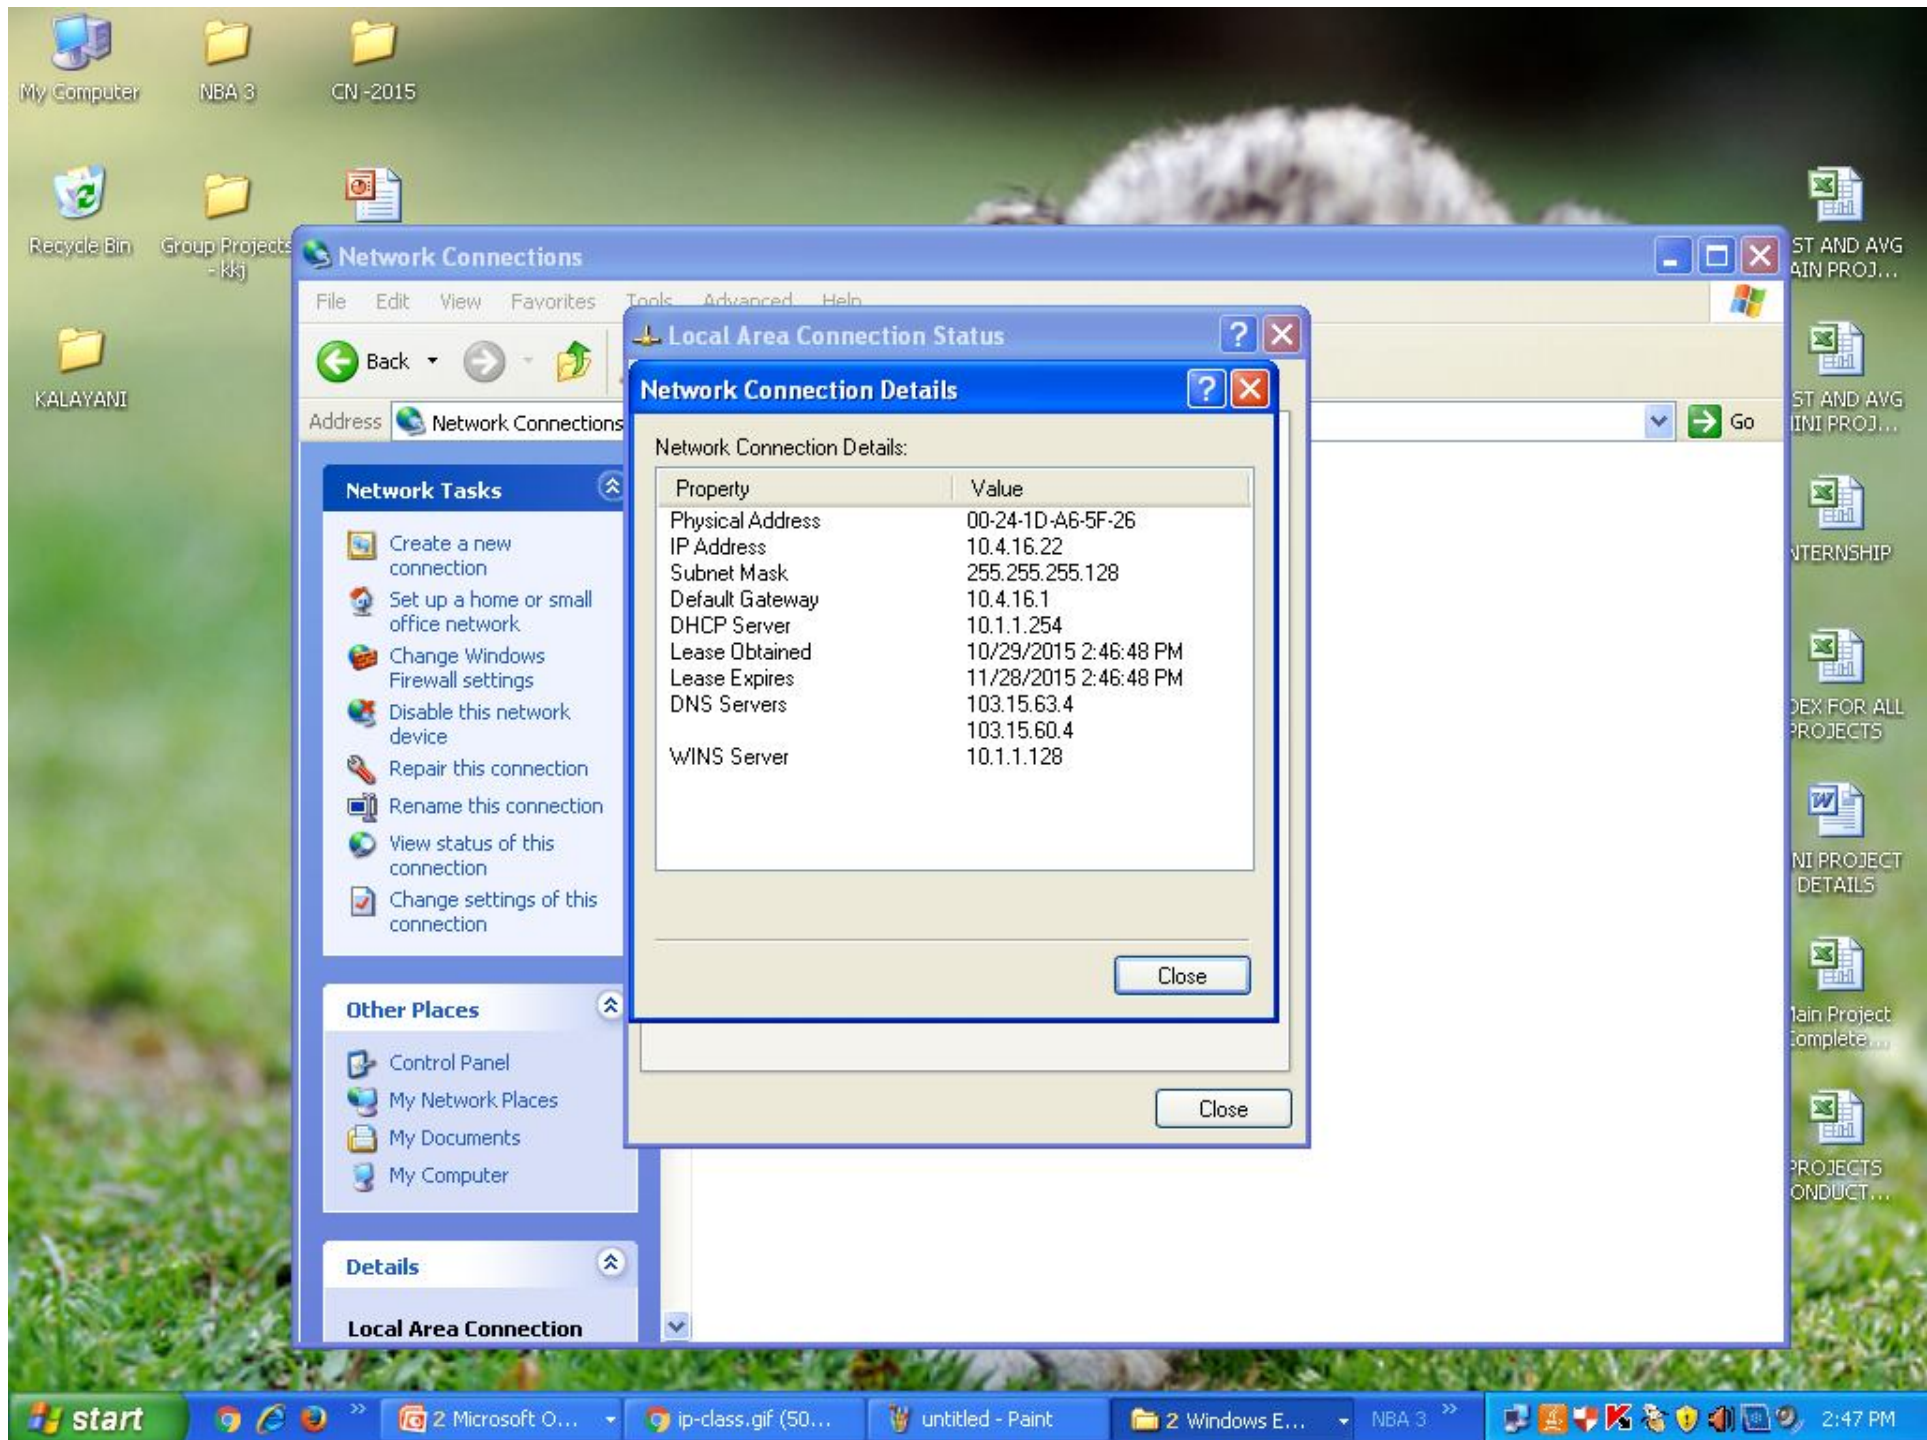 My Computer
NBA 3
CN -2015
Recycle Bin
Group Projects
- kkj
KALAYANI
Network Connections
File Edit View Favorites Tools Advanced Help
Back
Address Network Connections
Go
Network Tasks
Create a new
connection
Set up a home or small
office network
Change Windows
Firewall settings
Disable this network
device
Repair this connection
Rename this connection
View status of this
connection
Change settings of this
connection
Other Places
Control Panel
My Network Places
My Documents
My Computer
Details
Local Area Connection
Local Area Connection Status
Network Connection Details
Network Connection Details:
Property Value
Physical Address 00-24-1D-A6-5F-26
IP Address 10.4.16.22
Subnet Mask 255.255.255.128
Default Gateway 10.4.16.1
DHCP Server 10.1.1.254
Lease Obtained 10/29/2015 2:46:48 PM
Lease Expires 11/28/2015 2:46:48 PM
DNS Servers 103.15.63.4
103.15.60.4
WINS Server 10.1.1.128
Close
Close
ST AND AVG
AIN PROJ...
ST AND AVG
INI PROJ...
NTERNSHIP
DEX FOR ALL
PROJECTS
NI PROJECT
DETAILS
Main Project
Complete...
PROJECTS
ONDUCT...
start
2 Microsoft O...
ip-class.gif (50...
untitled - Paint
2 Windows E...
NBA 3
2:47 PM